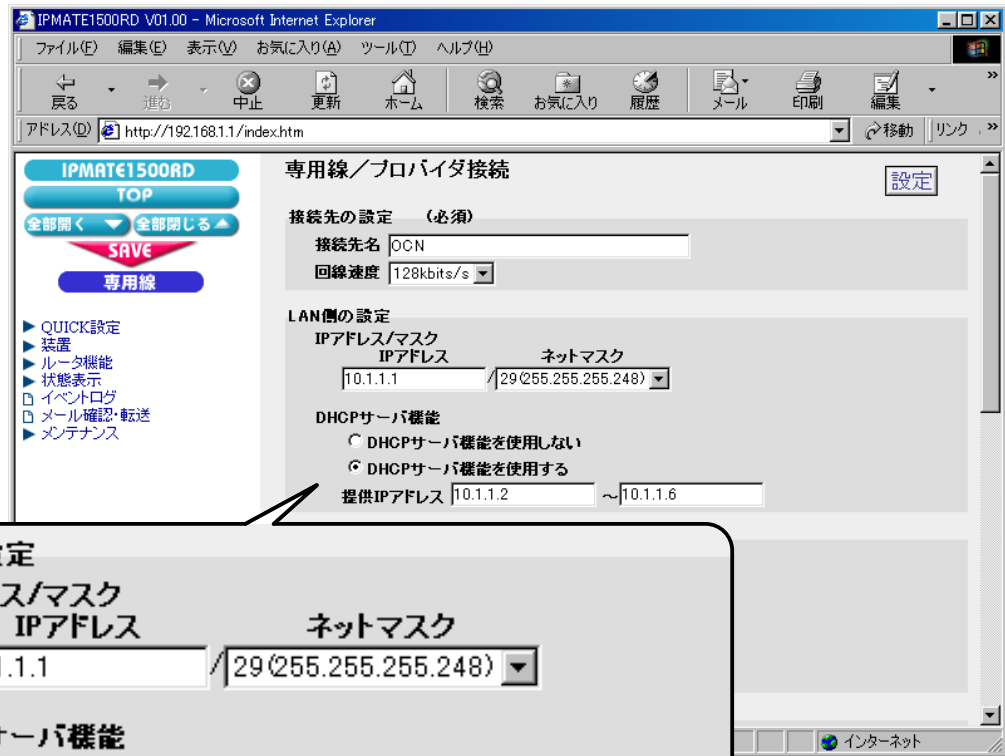 IPMATE1500RD V01.00 - Microsoft Internet Explorer
ファイル(F) 編集(E) 表示(V) お気に入り(A) ツール(T) ヘルプ(H)
戻る 進む 中止 更新 ホーム 検索 お気に入り 履歴 メール 印刷 編集 »
アドレス(D) http://192.168.1.1/index.htm 移動 リンク »
IPMATE1500RD
TOP
全部開く 全部閉じる
SAVE
専用線
QUICK設定
装置
ルータ機能
状態表示
イベントログ
メール確認・転送
メンテナンス
専用線／プロバイダ接続
設定
接続先の設定 (必須)
接続先名 OCN
回線速度 128kbits/s
LAN側の設定
IPアドレス/マスク
IPアドレス ネットマスク
10.1.1.1 / 29(255.255.255.248)
DHCPサーバ機能
DHCPサーバ機能を使用しない
DHCPサーバ機能を使用する
提供IPアドレス 10.1.1.2 ～ 10.1.1.6
定
ス/マスク
IPアドレス ネットマスク
.1.1 / 29(255.255.255.248)
ーバ機能
インターネット